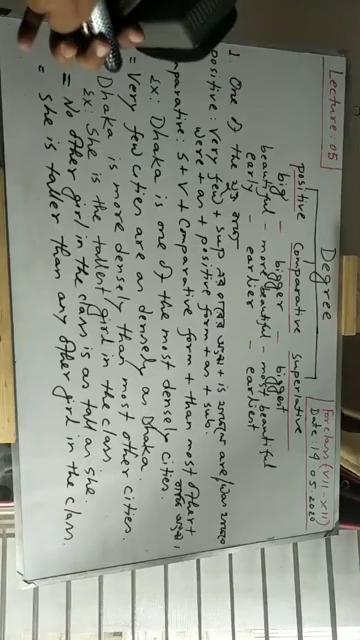 Lecture: 05
Degree
For class (VII-XII)
Date: 19.05.2020
positive comparative superlative
big - bigger - biggest
beautiful - more beautiful - most beautiful
early - earlier - earliest
1. One of the
positive: Very few + sup + is are/was
were + as + positive form + as + sub.
mparative: S + V + Comparative form + than most other +
Ex: Dhaka is one of the most densely cities.
= Very few cities are as densely as Dhaka.
Dhaka is more densely than most other cities.
Ex: She is the tallest girl in the class.
= No other girl in the class is as tall as she.
= She is taller than any other girl in the class.